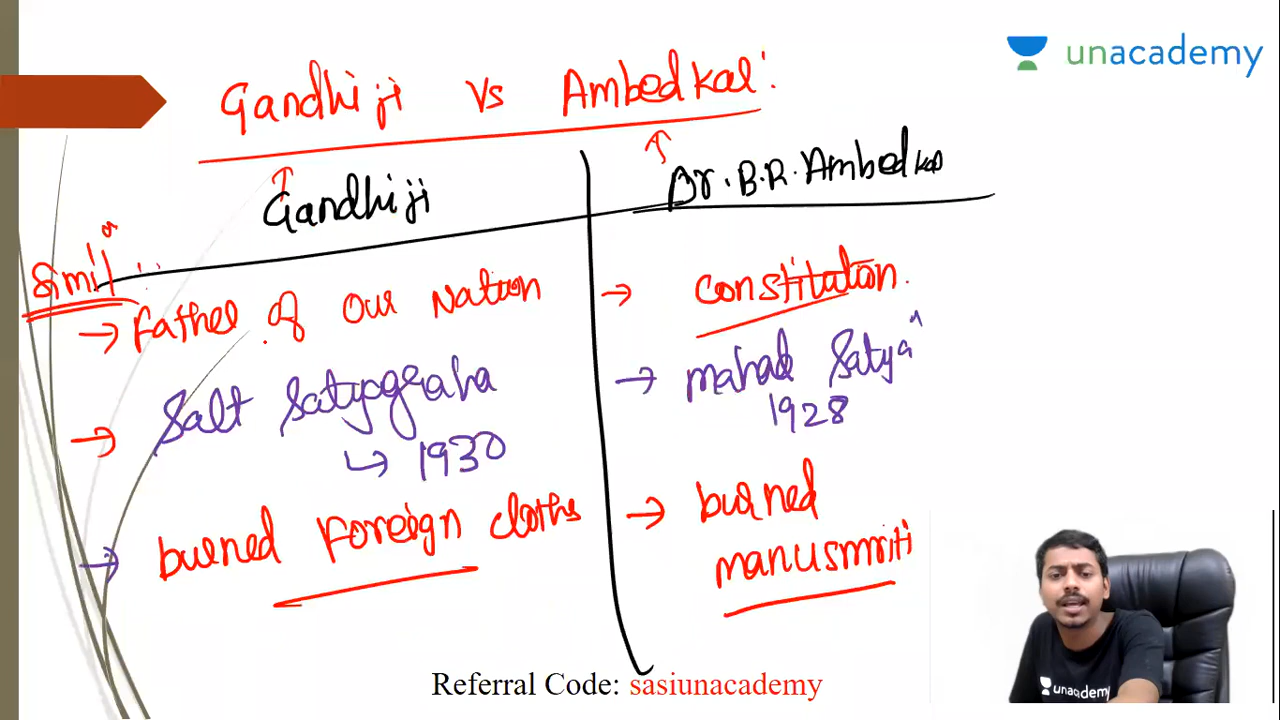 unacademy
Gandhiji vs Ambedkar:
Gandhiji
Dr. B.R. Ambedkar
Simil^a :
→ Father of Our Nation
→ constitution.
→ Salt Satyagraha
↳ 1930
→ mahad Satya^n
1928
→ burned Foreign cloths
→ burned
manusmriti
unacademy
Referral Code: sasiunacademy